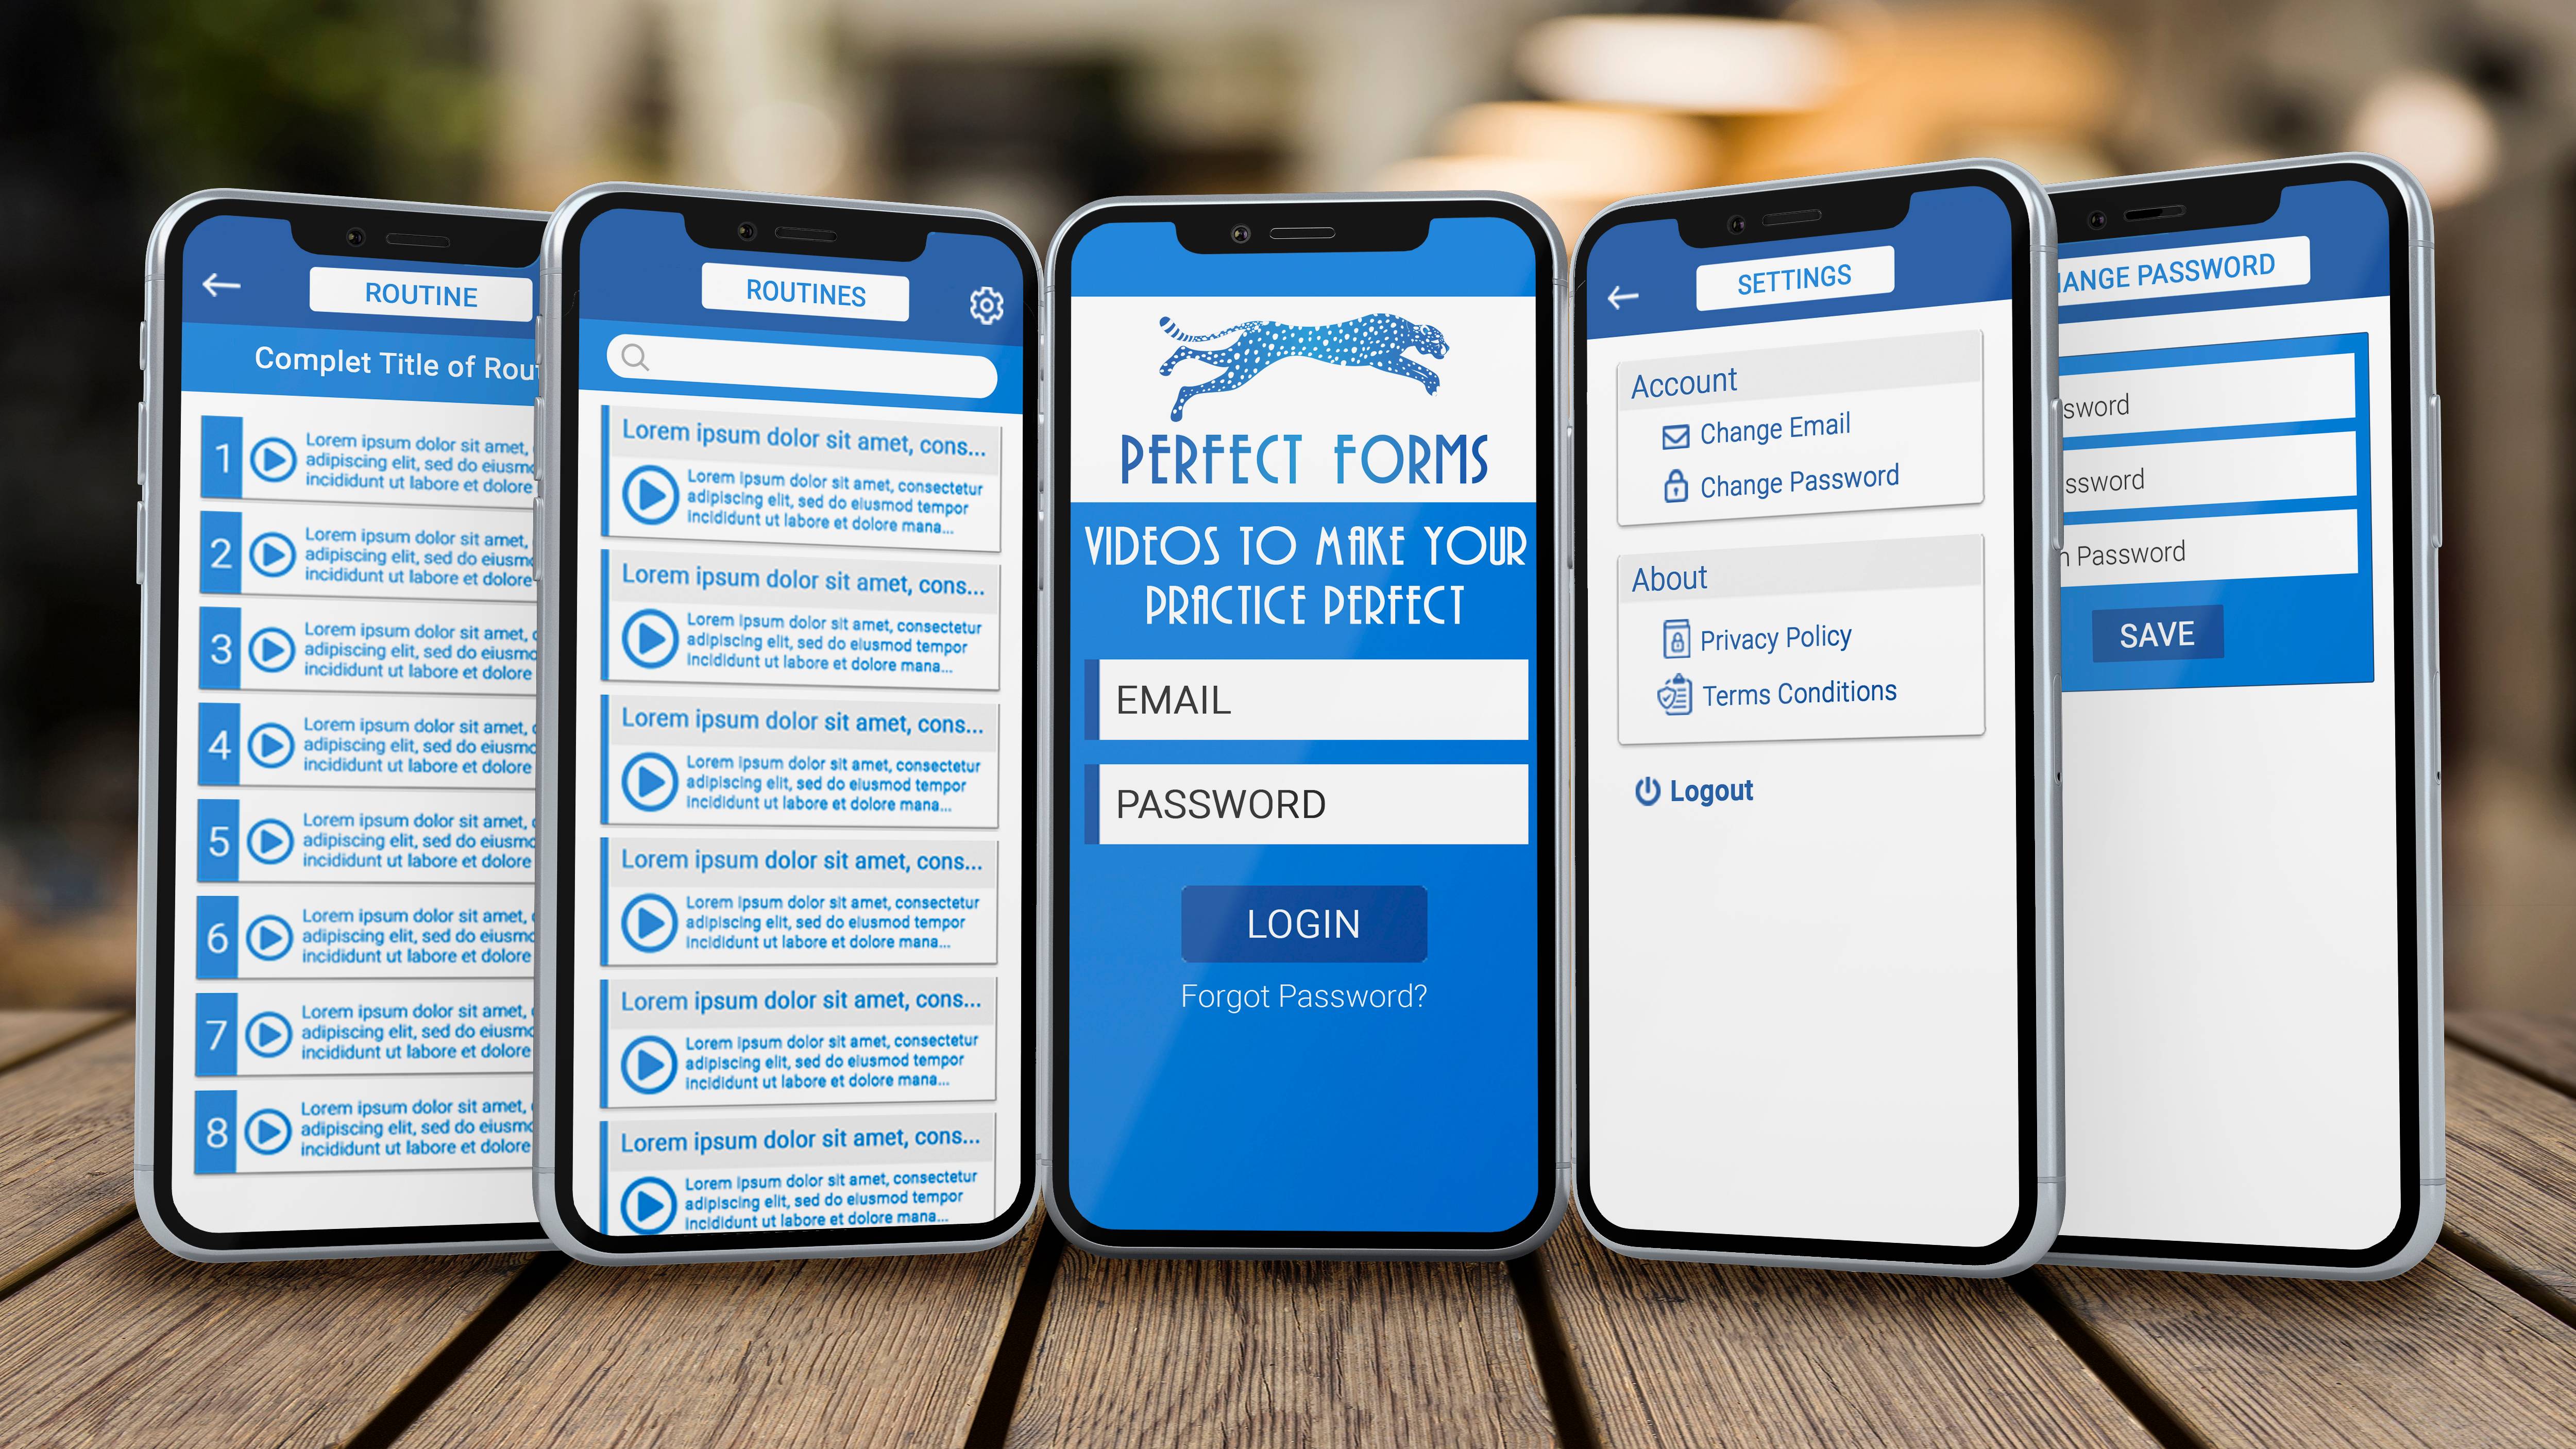 ROUTINE
Complet Title of Rou
1
Lorem ipsum dolor sit amet,
adipiscing elit, sed do eiusmo
incididunt ut labore et dolore
2
Lorem ipsum dolor sit amet,
adipiscing elit, sed do eiusmo
incididunt ut labore et dolore
3
Lorem ipsum dolor sit amet,
adipiscing elit, sed do eiusmo
incididunt ut labore et dolore
4
Lorem ipsum dolor sit amet,
adipiscing elit, sed do eiusmo
incididunt ut labore et dolore
5
Lorem ipsum dolor sit amet,
adipiscing elit, sed do eiusmo
incididunt ut labore et dolore
6
Lorem ipsum dolor sit amet,
adipiscing elit, sed do eiusmo
incididunt ut labore et dolore
7
Lorem ipsum dolor sit amet,
adipiscing elit, sed do eiusmo
incididunt ut labore et dolore
8
Lorem ipsum dolor sit amet,
adipiscing elit, sed do eiusmo
incididunt ut labore et dolore
ROUTINES
Lorem ipsum dolor sit amet, cons...
Lorem ipsum dolor sit amet, consectetur
adipiscing elit, sed do eiusmod tempor
incididunt ut labore et dolore mana...
Lorem ipsum dolor sit amet, cons...
Lorem ipsum dolor sit amet, consectetur
adipiscing elit, sed do eiusmod tempor
incididunt ut labore et dolore mana...
Lorem ipsum dolor sit amet, cons...
Lorem ipsum dolor sit amet, consectetur
adipiscing elit, sed do eiusmod tempor
incididunt ut labore et dolore mana...
Lorem ipsum dolor sit amet, cons...
Lorem ipsum dolor sit amet, consectetur
adipiscing elit, sed do eiusmod tempor
incididunt ut labore et dolore mana...
Lorem ipsum dolor sit amet, cons...
Lorem ipsum dolor sit amet, consectetur
adipiscing elit, sed do eiusmod tempor
incididunt ut labore et dolore mana...
Lorem ipsum dolor sit amet, cons...
Lorem ipsum dolor sit amet, consectetur
adipiscing elit, sed do eiusmod tempor
incididunt ut labore et dolore mana...
PERFECT FORMS
VIDEOS TO MAKE YOUR
PRACTICE PERFECT
EMAIL
PASSWORD
LOGIN
Forgot Password?
SETTINGS
Account
Change Email
Change Password
About
Privacy Policy
Terms Conditions
Logout
HANGE PASSWORD
sword
ssword
n Password
SAVE